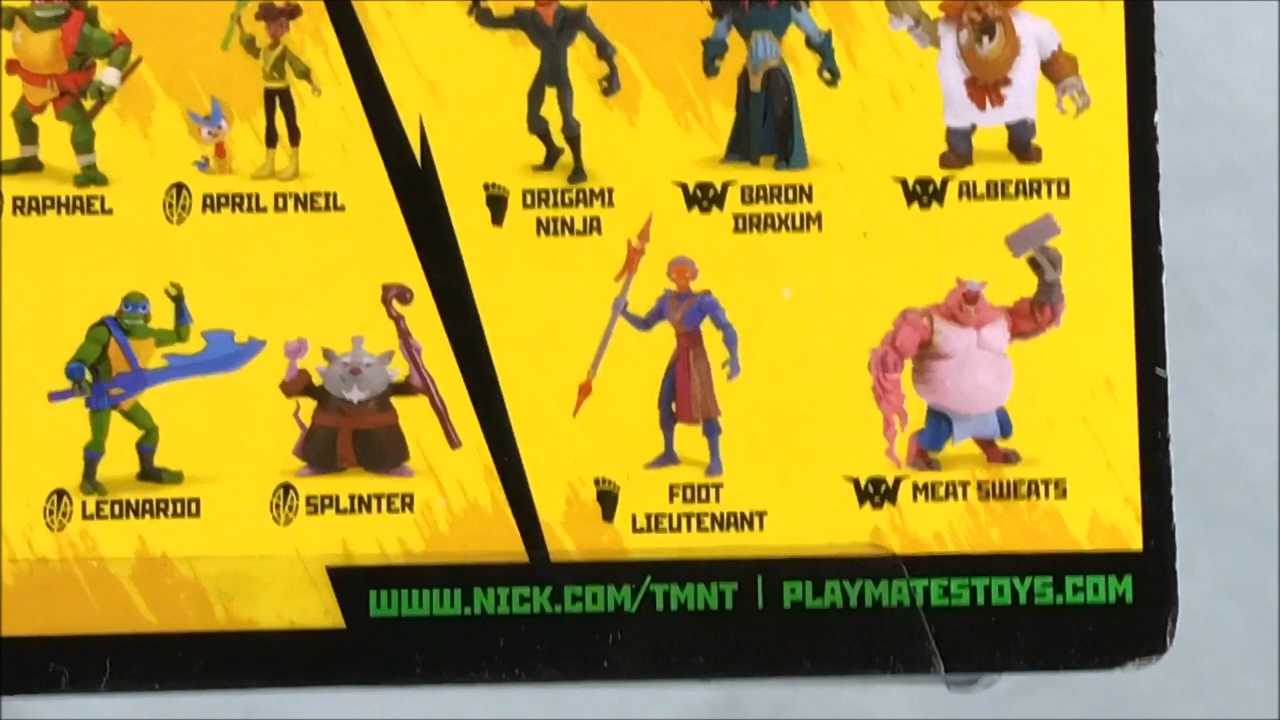 RAPHAEL
APRIL O'NEIL
ORIGAMI
NINJA
BARON
DRAXUM
ALBEARTO
LEONARDO
SPLINTER
FOOT
LIEUTENANT
MEAT SWEATS
WWW.NICK.COM/TMNT | PLAYMATESTOYS.COM